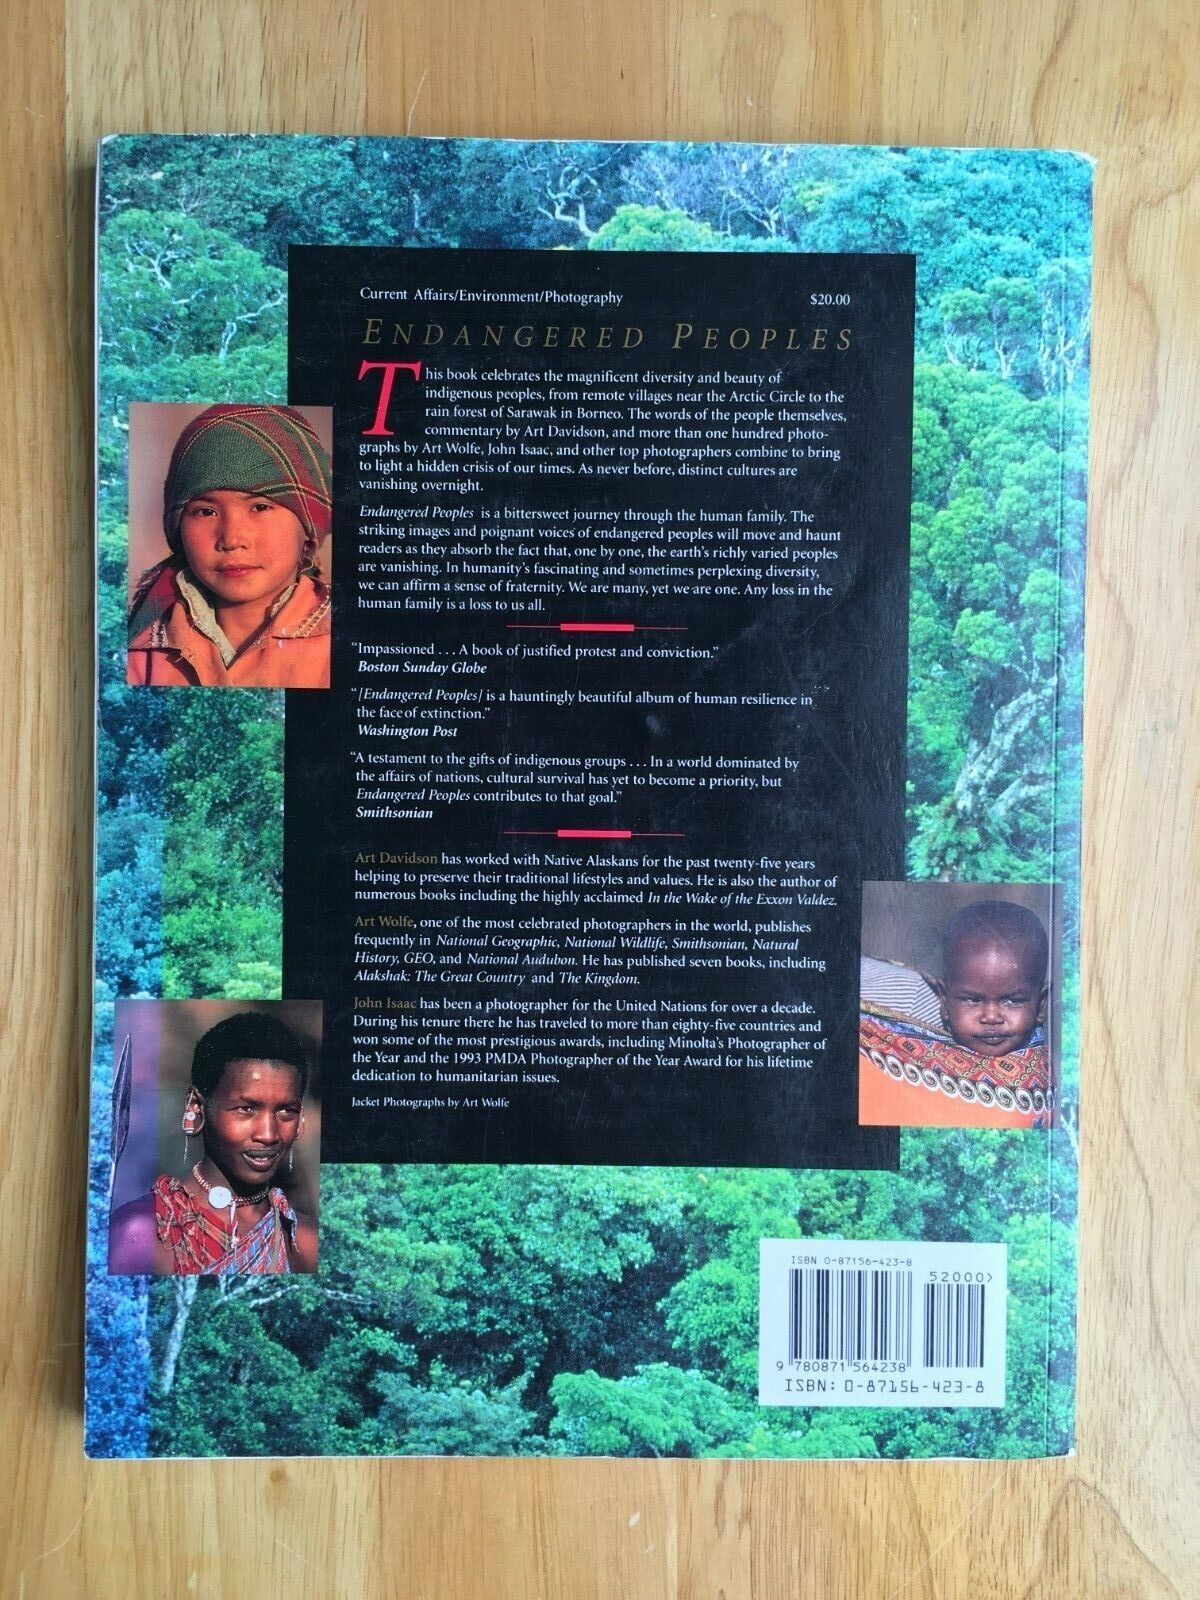 Current Affairs/Environment/Photography $20.00
ENDANGERED PEOPLES
This book celebrates the magnificent diversity and beauty of
indigenous peoples, from remote villages near the Arctic Circle to the
rain forest of Sarawak in Borneo. The words of the people themselves,
commentary by Art Davidson, and more than one hundred photo-
graphs by Art Wolfe, John Isaac, and other top photographers combine to bring
to light a hidden crisis of our times. As never before, distinct cultures are
vanishing overnight.
Endangered Peoples is a bittersweet journey through the human family. The
striking images and poignant voices of endangered peoples will move and haunt
readers as they absorb the fact that, one by one, the earth's richly varied peoples
are vanishing. In humanity's fascinating and sometimes perplexing diversity,
we can affirm a sense of fraternity. We are many, yet we are one. Any loss in the
human family is a loss to us all.
“Impassioned . . . A book of justified protest and conviction.”
Boston Sunday Globe
“[Endangered Peoples] is a hauntingly beautiful album of human resilience in
the face of extinction.”
Washington Post
“A testament to the gifts of indigenous groups . . . In a world dominated by
the affairs of nations, cultural survival has yet to become a priority, but
Endangered Peoples contributes to that goal.”
Smithsonian
Art Davidson has worked with Native Alaskans for the past twenty-five years
helping to preserve their traditional lifestyles and values. He is also the author of
numerous books including the highly acclaimed In the Wake of the Exxon Valdez.
Art Wolfe, one of the most celebrated photographers in the world, publishes
frequently in National Geographic, National Wildlife, Smithsonian, Natural
History, GEO, and National Audubon. He has published seven books, including
Alakshak: The Great Country and The Kingdom.
John Isaac has been a photographer for the United Nations for over a decade.
During his tenure there he has traveled to more than eighty-five countries and
won some of the most prestigious awards, including Minolta's Photographer of
the Year and the 1993 PMDA Photographer of the Year Award for his lifetime
dedication to humanitarian issues.
Jacket Photographs by Art Wolfe
ISBN 0-87156-423-8
52000>
9 780871 564238
ISBN: 0-87156-423-8